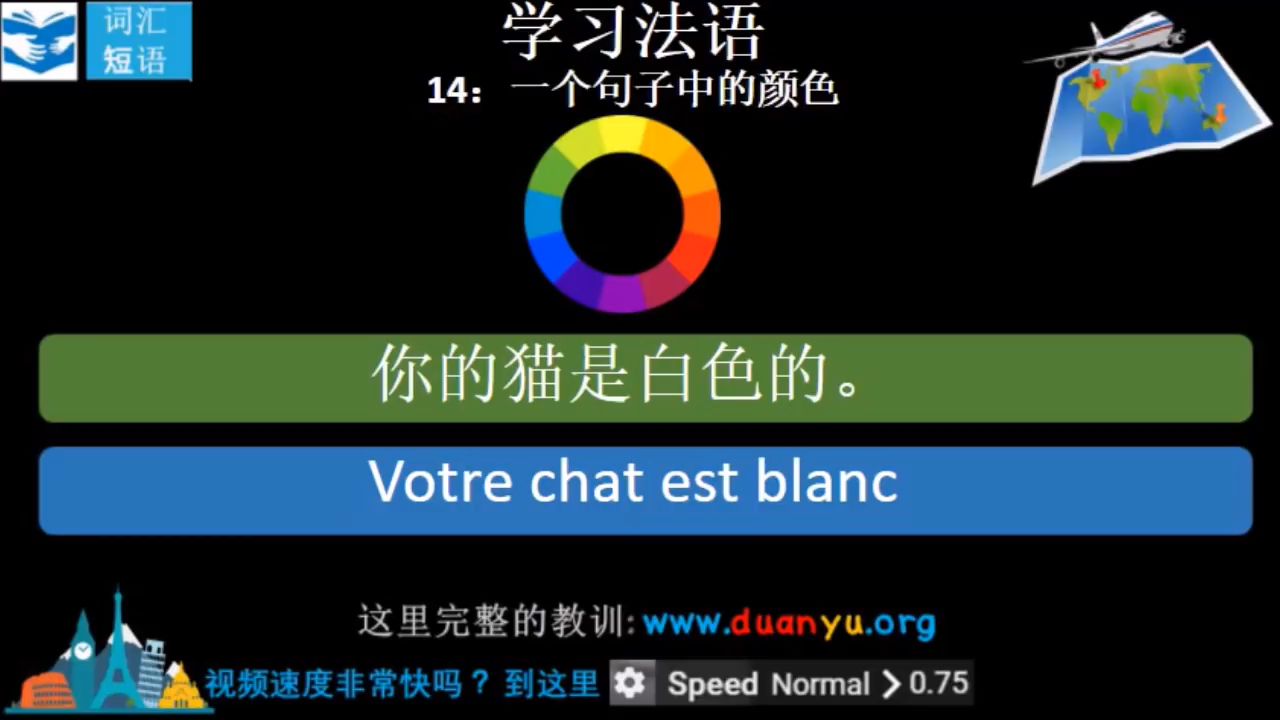 词汇
短语
学习法语
14：一个句子中的颜色
你的猫是白色的。
Votre chat est blanc
这里完整的教训: www.duanyu.org
视频速度非常快吗？ 到这里 Speed Normal > 0.75